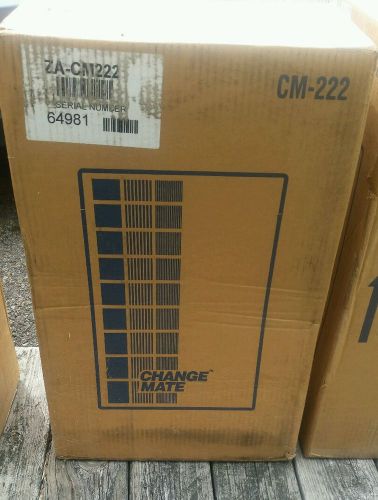 ZA-CM222
SERIAL NUMBER
64981
CM-222
CHANGE
MATE